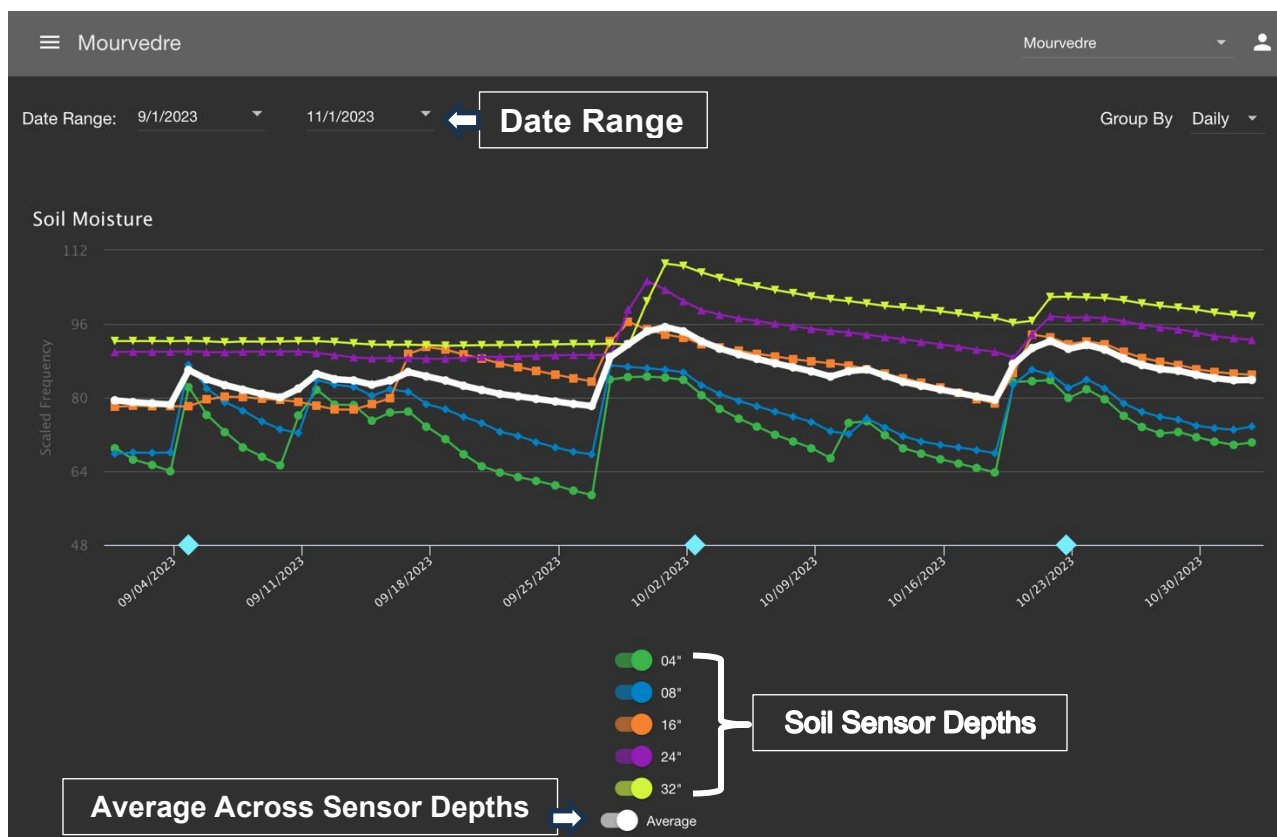 Mourvedre
Mourvedre
Date Range:
9/1/2023
11/1/2023
Date Range
Group By
Daily
Soil Moisture
Scaled Frequency
112
96
80
64
48
09/04/2023
09/11/2023
09/18/2023
09/25/2023
10/02/2023
10/09/2023
10/16/2023
10/23/2023
10/30/2023
04"
08"
16"
24"
32"
Soil Sensor Depths
Average Across Sensor Depths
Average